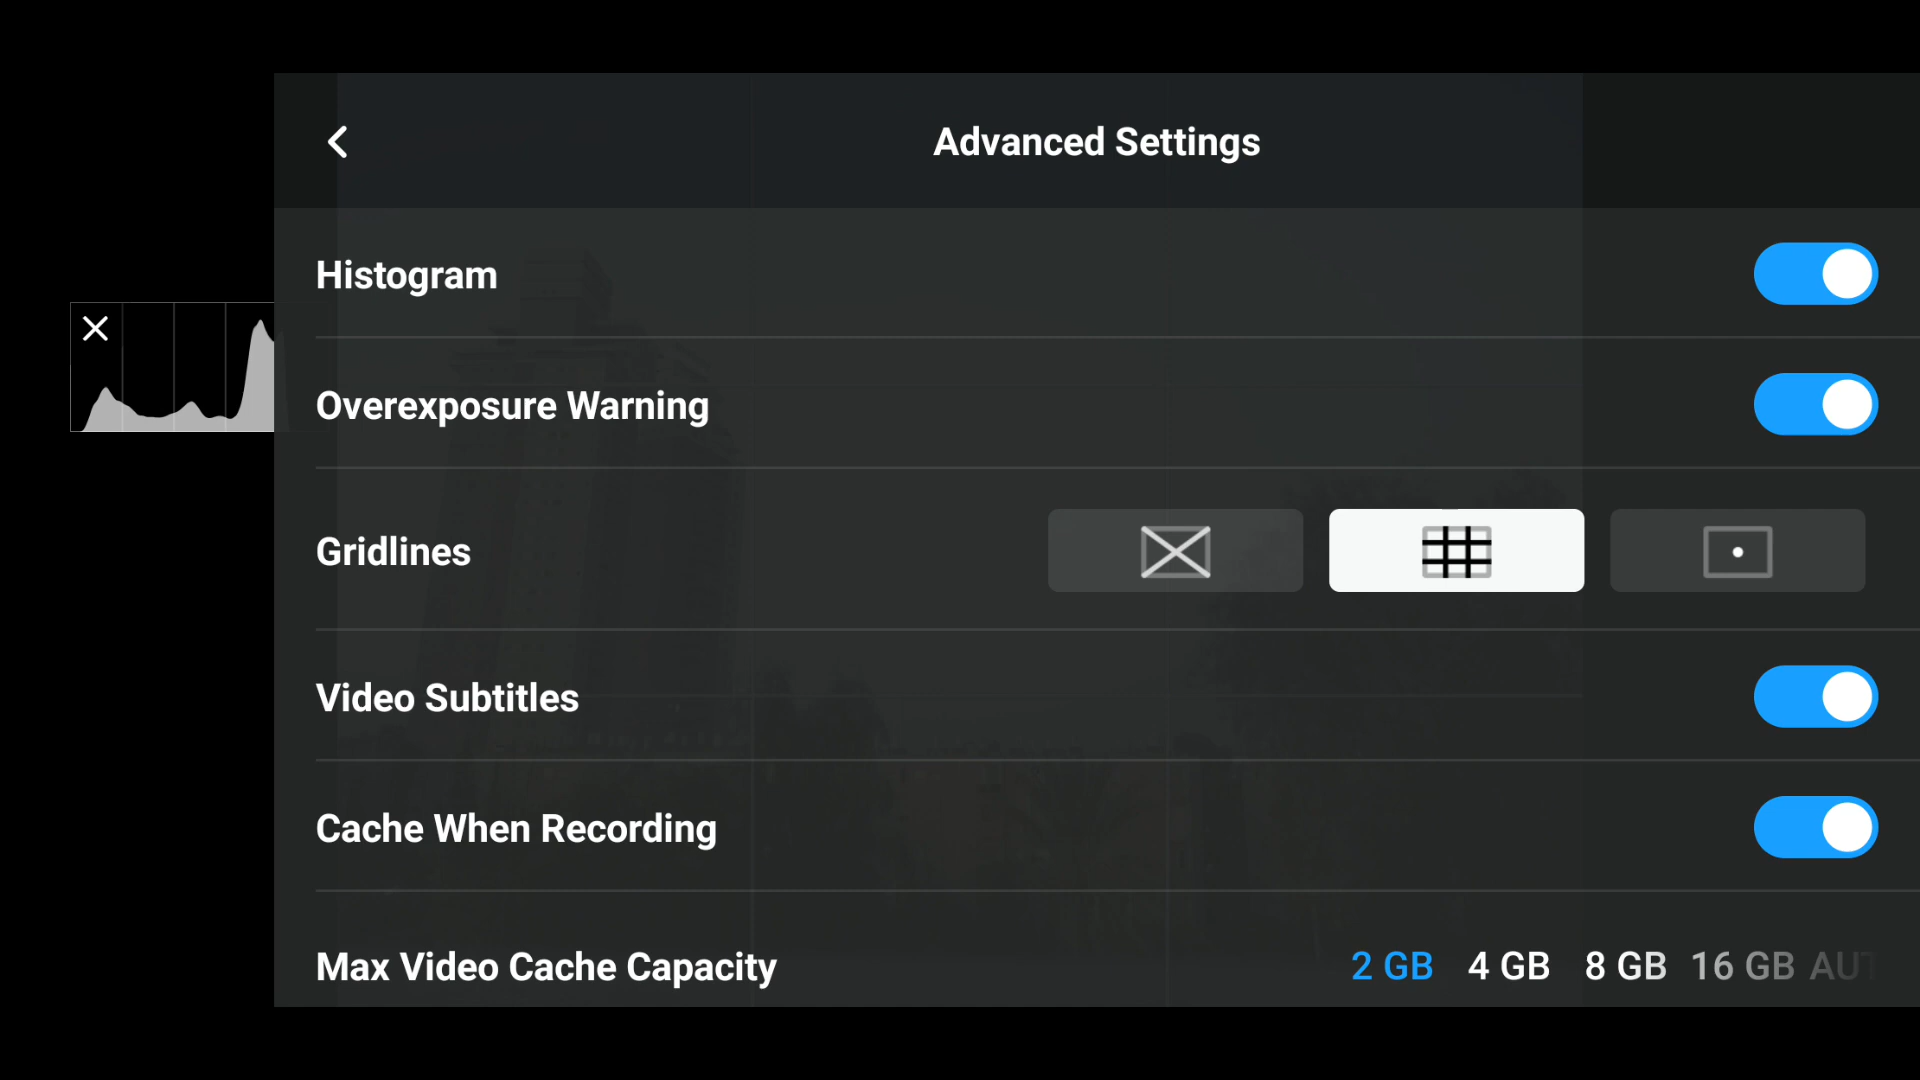 Advanced Settings
Histogram
Overexposure Warning
Gridlines
Video Subtitles
Cache When Recording
Max Video Cache Capacity 2 GB 4 GB 8 GB 16 GB AUT